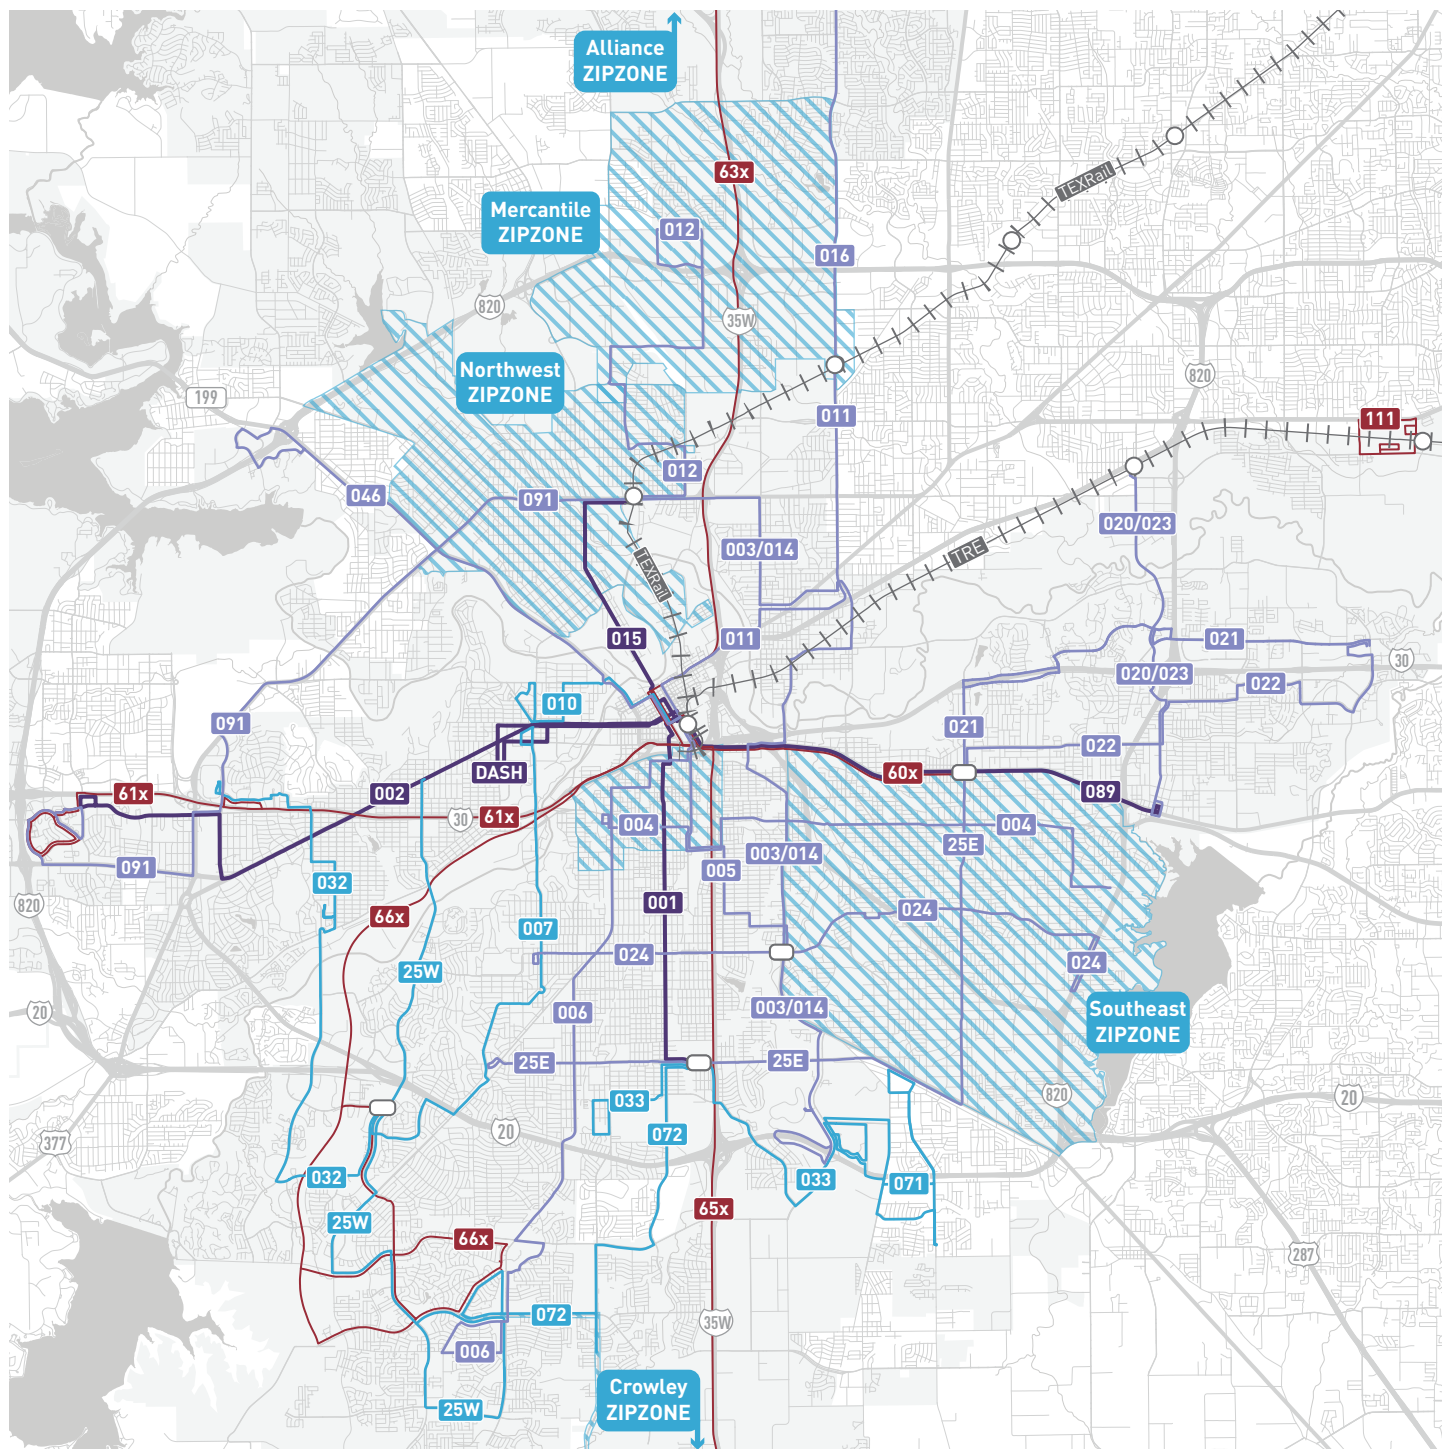 Alliance
ZIPZONE
63x
TEXRail
Mercantile
ZIPZONE
012
016
820
35W
Northwest
ZIPZONE
820
199
011
111
012
046
091
003/014
020/023
TRE
TEXRail
015
011
021
30
020/023
022
010
091
021
022
DASH
60x
002
61x
089
30
61x
004
004
25E
003/014
091
005
032
001
820
66x
024
007
024
024
25W
003/014
Southeast
ZIPZONE
20
006
25E
25E
820
20
033
20
072
377
032
033
071
65x
25W
66x
287
072
35W
006
Crowley
ZIPZONE
25W